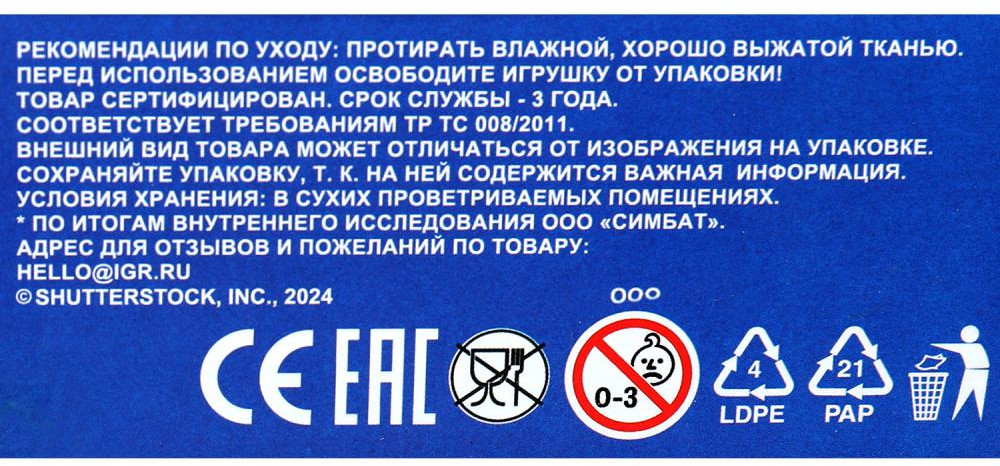 РЕКОМЕНДАЦИИ ПО УХОДУ: ПРОТИРАТЬ ВЛАЖНОЙ, ХОРОШО ВЫЖАТОЙ ТКАНЬЮ.
ПЕРЕД ИСПОЛЬЗОВАНИЕМ ОСВОБОДИТЕ ИГРУШКУ ОТ УПАКОВКИ!
ТОВАР СЕРТИФИЦИРОВАН. СРОК СЛУЖБЫ - 3 ГОДА.
СООТВЕТСТВУЕТ ТРЕБОВАНИЯМ ТР ТС 008/2011.
ВНЕШНИЙ ВИД ТОВАРА МОЖЕТ ОТЛИЧАТЬСЯ ОТ ИЗОБРАЖЕНИЯ НА УПАКОВКЕ.
СОХРАНЯЙТЕ УПАКОВКУ, Т. К. НА НЕЙ СОДЕРЖИТСЯ ВАЖНАЯ ИНФОРМАЦИЯ.
УСЛОВИЯ ХРАНЕНИЯ: В СУХИХ ПРОВЕТРИВАЕМЫХ ПОМЕЩЕНИЯХ.
* ПО ИТОГАМ ВНУТРЕННЕГО ИССЛЕДОВАНИЯ ООО «СИМБАТ».
АДРЕС ДЛЯ ОТЗЫВОВ И ПОЖЕЛАНИЙ ПО ТОВАРУ:
HELLO@IGR.RU
© SHUTTERSTOCK, INC., 2024
ООО
CE EAC 0-3 4 21
LDPE PAP